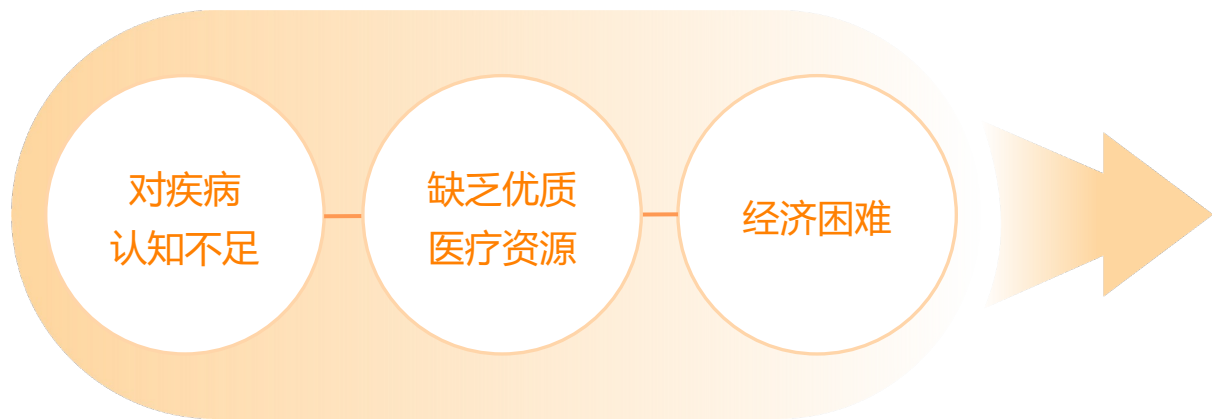 对疾病
认知不足
缺乏优质
医疗资源
经济困难